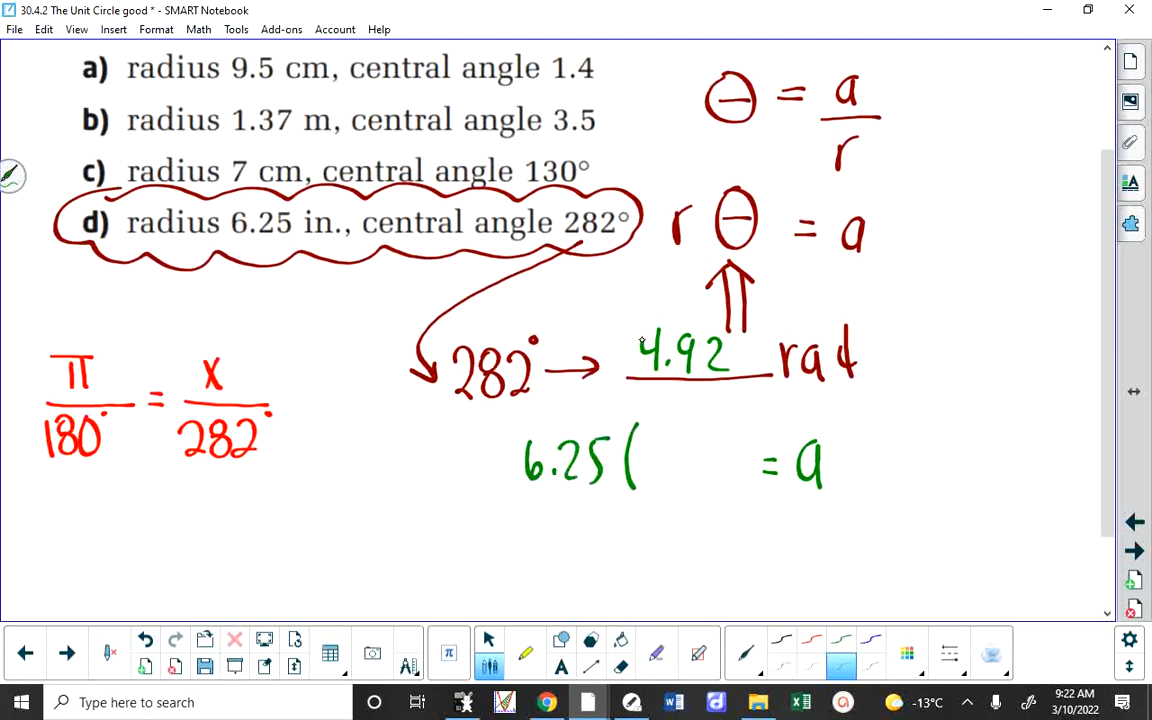 30.4.2 The Unit Circle good * - SMART Notebook
File Edit View Insert Format Math Tools Add-ons Account Help
a) radius 9.5 cm, central angle 1.4
b) radius 1.37 m, central angle 3.5
c) radius 7 cm, central angle 130°
d) radius 6.25 in., central angle 282°
θ = a/r
rθ = a
282° → 4.92 rad
π/180° = x/282°
6.25( = a
Type here to search
-13°C
9:22 AM
3/10/2022